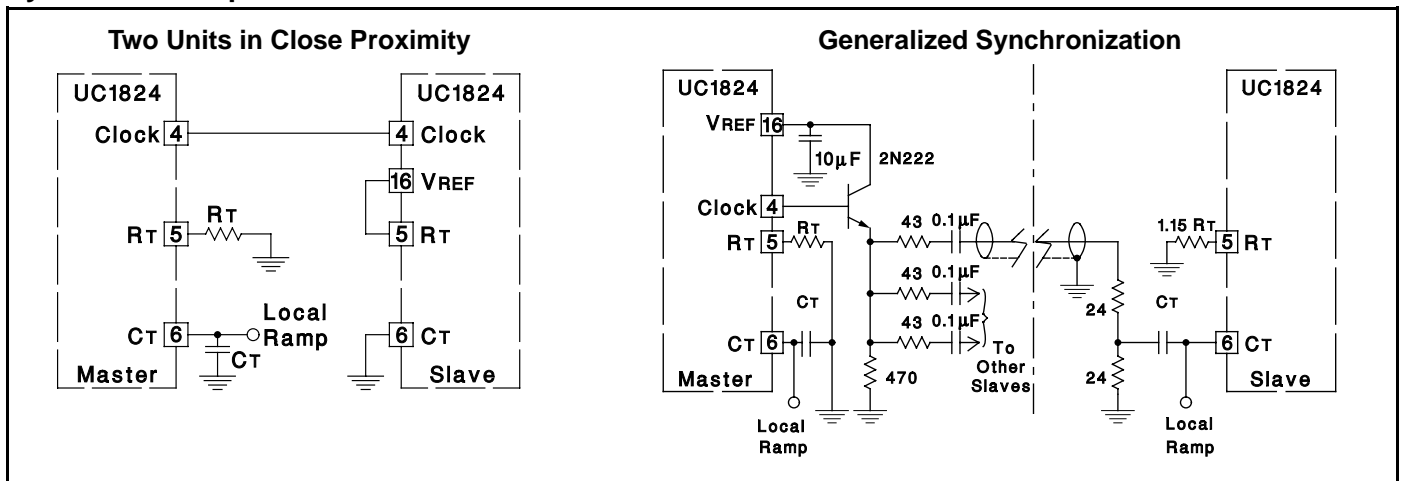 Two Units in Close Proximity
UC1824
UC1824
Clock 4
4 Clock
16 VREF
RT 5
RT
5 RT
CT 6
Local
Ramp
CT
6 CT
Master
Slave
Generalized Synchronization
UC1824
UC1824
VREF 16
10µF
2N222
Clock 4
RT 5
RT
43 0.1µF
1.15 RT
5 RT
43 0.1µF
CT
24
CT
43 0.1µF
CT 6
To
Other
Slaves
6 CT
Master
470
24
Slave
Local
Ramp
Local
Ramp